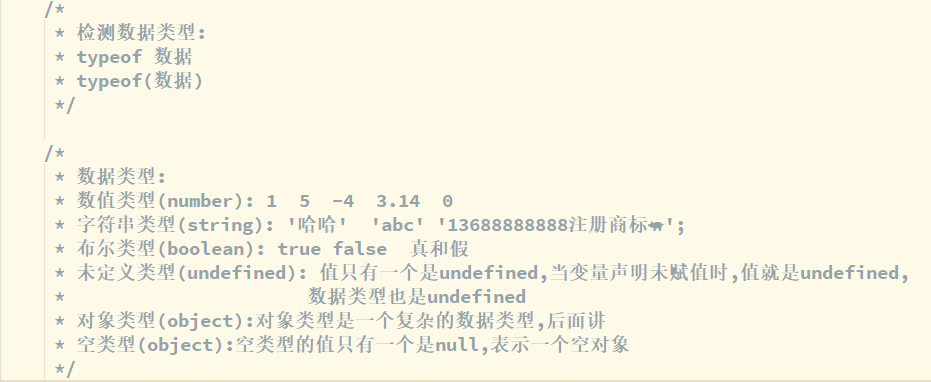 /*
* 检测数据类型:
* typeof 数据
* typeof(数据)
*/
/*
* 数据类型:
* 数值类型(number): 1 5 -4 3.14 0
* 字符串类型(string): '哈哈' 'abc' '13688888888注册商标🐎';
* 布尔类型(boolean): true false 真和假
* 未定义类型(undefined): 值只有一个是undefined,当变量声明未赋值时,值就是undefined,
* 数据类型也是undefined
* 对象类型(object):对象类型是一个复杂的数据类型,后面讲
* 空类型(object):空类型的值只有一个是null,表示一个空对象
*/